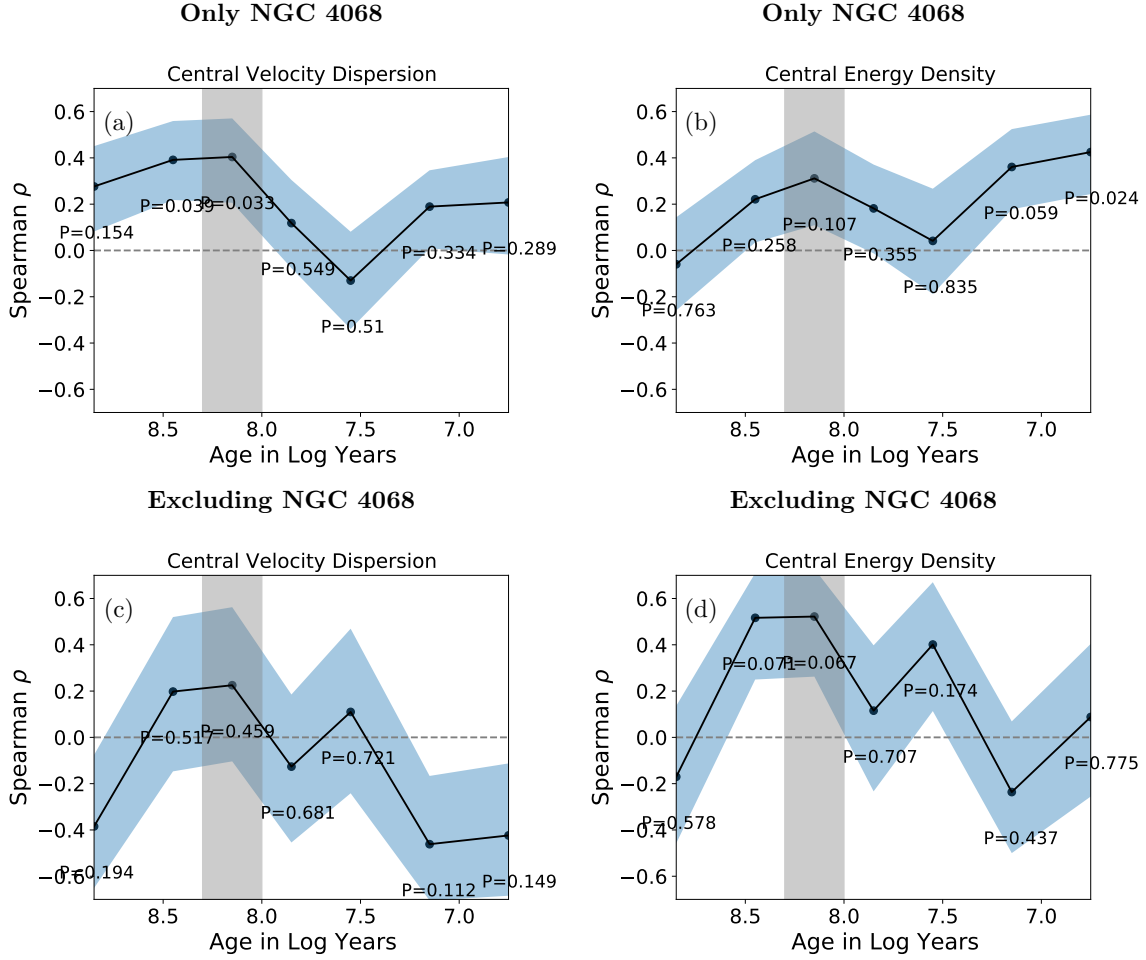 Only NGC 4068
Only NGC 4068
Central Velocity Dispersion
(a)
0.6
0.4
0.2
0.0
−0.2
−0.4
−0.6
Spearman ρ
P=0.154
P=0.039
P=0.033
P=0.549
P=0.51
P=0.334
P=0.289
8.5
8.0
7.5
7.0
Age in Log Years
Central Energy Density
(b)
0.6
0.4
0.2
0.0
−0.2
−0.4
−0.6
Spearman ρ
P=0.763
P=0.258
P=0.107
P=0.355
P=0.835
P=0.059
P=0.024
8.5
8.0
7.5
7.0
Age in Log Years
Excluding NGC 4068
Excluding NGC 4068
Central Velocity Dispersion
(c)
0.6
0.4
0.2
0.0
−0.2
−0.4
−0.6
Spearman ρ
P=0.194
P=0.517
P=0.459
P=0.681
P=0.721
P=0.112
P=0.149
8.5
8.0
7.5
7.0
Age in Log Years
Central Energy Density
(d)
0.6
0.4
0.2
0.0
−0.2
−0.4
−0.6
Spearman ρ
P=0.578
P=0.071
P=0.067
P=0.707
P=0.174
P=0.437
P=0.775
8.5
8.0
7.5
7.0
Age in Log Years